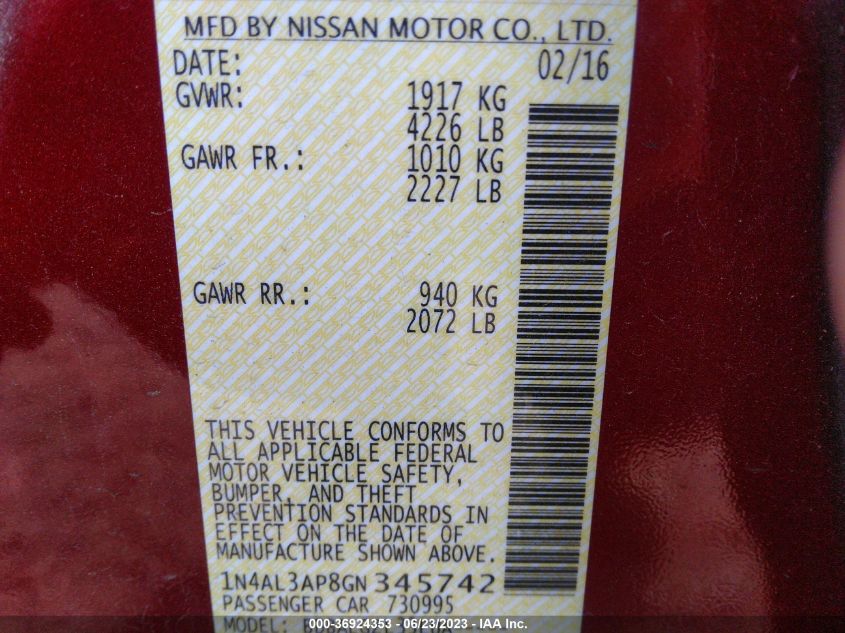 MFD BY NISSAN MOTOR CO., LTD.
DATE: 02/16
GVWR: 1917 KG
4226 LB
GAWR FR.: 1010 KG
2227 LB
GAWR RR.: 940 KG
2072 LB
THIS VEHICLE CONFORMS TO
ALL APPLICABLE FEDERAL
MOTOR VEHICLE SAFETY,
BUMPER, AND THEFT
PREVENTION STANDARDS IN
EFFECT ON THE DATE OF
MANUFACTURE SHOWN ABOVE.
1N4AL3AP8GN345742
PASSENGER CAR 730995
MODEL:
000-36924353 — 06/23/2023 — IAA Inc.